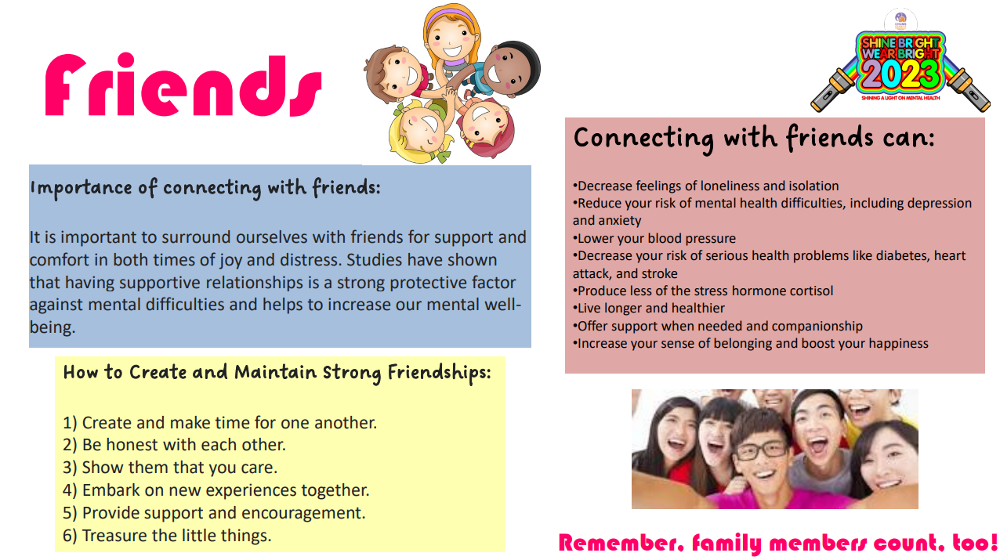 Friends
SHINE BRIGHT
WEAR BRIGHT
2023
SHINING A LIGHT ON MENTAL HEALTH
Importance of connecting with friends:
It is important to surround ourselves with friends for support and
comfort in both times of joy and distress. Studies have shown
that having supportive relationships is a strong protective factor
against mental difficulties and helps to increase our mental well-
being.
How to Create and Maintain Strong Friendships:
1) Create and make time for one another.
2) Be honest with each other.
3) Show them that you care.
4) Embark on new experiences together.
5) Provide support and encouragement.
6) Treasure the little things.
Connecting with friends can:
•Decrease feelings of loneliness and isolation
•Reduce your risk of mental health difficulties, including depression
and anxiety
•Lower your blood pressure
•Decrease your risk of serious health problems like diabetes, heart
attack, and stroke
•Produce less of the stress hormone cortisol
•Live longer and healthier
•Offer support when needed and companionship
•Increase your sense of belonging and boost your happiness
Remember, family members count, too!